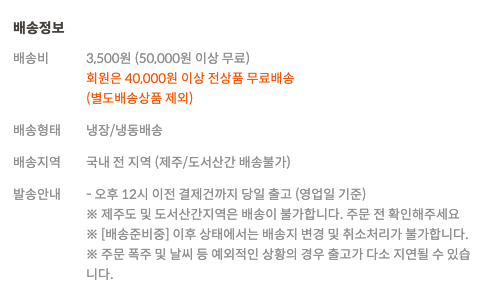 배송정보
배송비 3,500원 (50,000원 이상 무료)
회원은 40,000원 이상 전상품 무료배송
(별도배송상품 제외)
배송형태 냉장/냉동배송
배송지역 국내 전 지역 (제주/도서산간 배송불가)
발송안내 - 오후 12시 이전 결제건까지 당일 출고 (영업일 기준)
※ 제주도 및 도서산간지역은 배송이 불가합니다. 주문 전 확인해주세요
※ [배송준비중] 이후 상태에서는 배송지 변경 및 취소처리가 불가합니다.
※ 주문 폭주 및 날씨 등 예외적인 상황의 경우 출고가 다소 지연될 수 있습
니다.